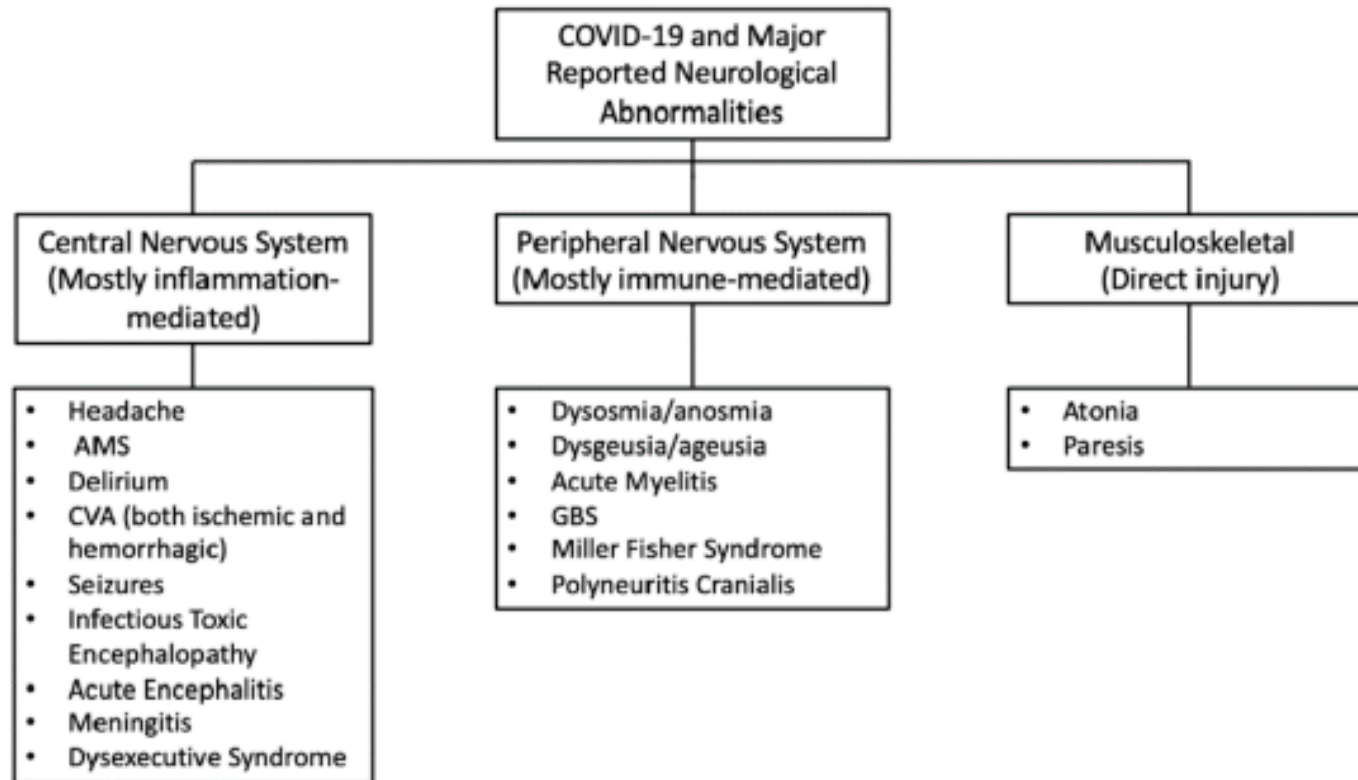 COVID-19 and Major
Reported Neurological
Abnormalities
Central Nervous System
(Mostly inflammation-
mediated)
• Headache
• AMS
• Delirium
• CVA (both ischemic and
hemorrhagic)
• Seizures
• Infectious Toxic
Encephalopathy
• Acute Encephalitis
• Meningitis
• Dysexecutive Syndrome
Peripheral Nervous System
(Mostly immune-mediated)
• Dysosmia/anosmia
• Dysgeusia/ageusia
• Acute Myelitis
• GBS
• Miller Fisher Syndrome
• Polyneuritis Cranialis
Musculoskeletal
(Direct injury)
• Atonia
• Paresis